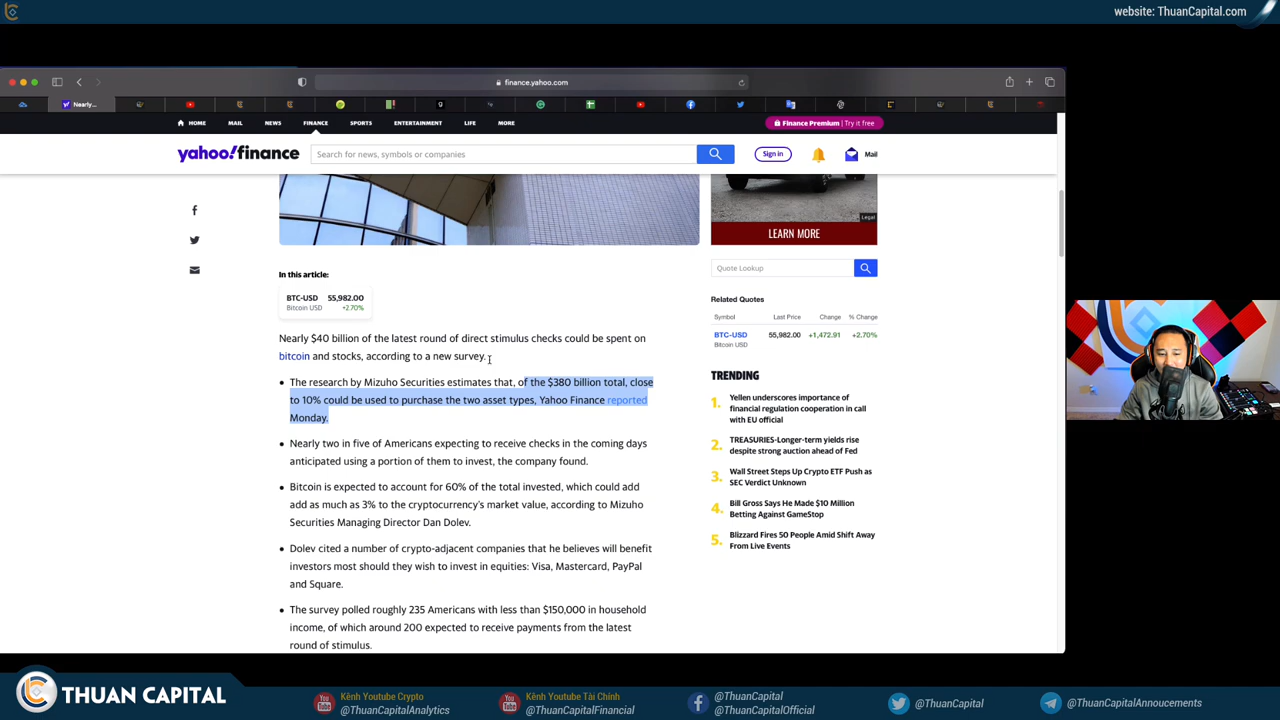 website: ThuanCapital.com
finance.yahoo.com
Nearly...
HOME MAIL NEWS FINANCE SPORTS ENTERTAINMENT LIFE MORE
Finance Premium | Try it free
yahoo!finance
Search for news, symbols or companies
Sign in
Mail
Legal
LEARN MORE
In this article:
BTC-USD 55,982.00
Bitcoin USD +2.70%
Nearly $40 billion of the latest round of direct stimulus checks could be spent on
bitcoin and stocks, according to a new survey.
The research by Mizuho Securities estimates that, of the $380 billion total, close
to 10% could be used to purchase the two asset types, Yahoo Finance reported
Monday.
Nearly two in five of Americans expecting to receive checks in the coming days
anticipated using a portion of them to invest, the company found.
Bitcoin is expected to account for 60% of the total invested, which could add
add as much as 3% to the cryptocurrency's market value, according to Mizuho
Securities Managing Director Dan Dolev.
Dolev cited a number of crypto-adjacent companies that he believes will benefit
investors most should they wish to invest in equities: Visa, Mastercard, PayPal
and Square.
The survey polled roughly 235 Americans with less than $150,000 in household
income, of which around 200 expected to receive payments from the latest
round of stimulus.
Quote Lookup
Related Quotes
Symbol Last Price Change % Change
BTC-USD 55,982.00 +1,472.91 +2.70%
Bitcoin USD
TRENDING
1. Yellen underscores importance of
financial regulation cooperation in call
with EU official
2. TREASURIES-Longer-term yields rise
despite strong auction ahead of Fed
3. Wall Street Steps Up Crypto ETF Push as
SEC Verdict Unknown
4. Bill Gross Says He Made $10 Million
Betting Against GameStop
5. Blizzard Fires 50 People Amid Shift Away
From Live Events
THUAN CAPITAL
Kênh Youtube Crypto
@ThuanCapitalAnalytics
Kênh Youtube Tài Chính
@ThuanCapitalFinancial
@ThuanCapital
@ThuanCapitalOfficial
@ThuanCapital
@ThuanCapitalAnnoucements